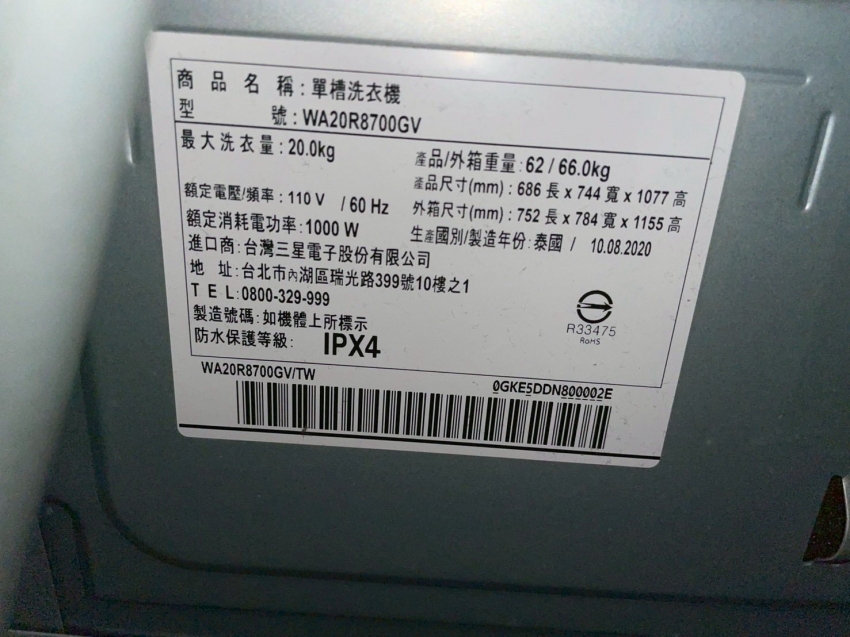 商品名稱:單槽洗衣機
型號:WA20R8700GV
最大洗衣量:20.0kg
產品/外箱重量:62 / 66.0kg
產品尺寸(mm):686 長 x 744 寬 x 1077 高
額定電壓/頻率:110 V / 60 Hz
外箱尺寸(mm):752 長 x 784 寬 x 1155 高
額定消耗電功率:1000 W
生產國別/製造年份:泰國 / 10.08.2020
進口商:台灣三星電子股份有限公司
地 址:台北市內湖區瑞光路399號10樓之1
T E L:0800-329-999
製造號碼:如機體上所標示
防水保護等級: IPX4
R33475
RoHS
WA20R8700GV/TW
0GKE5DDN800002E